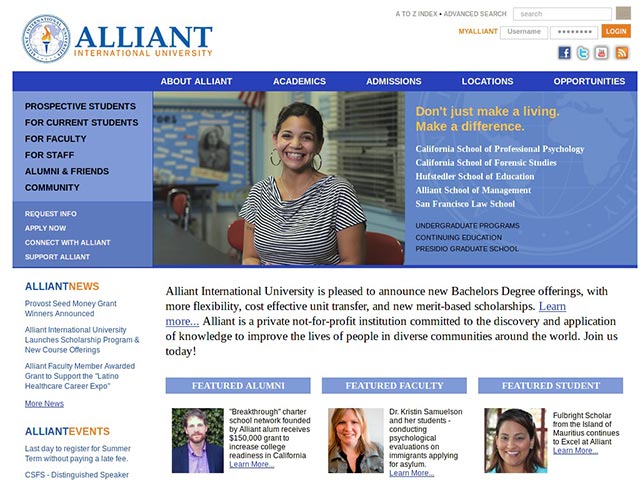 ALLIANT
INTERNATIONAL UNIVERSITY
A TO Z INDEX • ADVANCED SEARCH
search
MYALLIANT
Username
LOGIN
ABOUT ALLIANT
ACADEMICS
ADMISSIONS
LOCATIONS
OPPORTUNITIES
PROSPECTIVE STUDENTS
FOR CURRENT STUDENTS
FOR FACULTY
FOR STAFF
ALUMNI & FRIENDS
COMMUNITY
REQUEST INFO
APPLY NOW
CONNECT WITH ALLIANT
SUPPORT ALLIANT
Don't just make a living.
Make a difference.
California School of Professional Psychology
California School of Forensic Studies
Hufstedler School of Education
Alliant School of Management
San Francisco Law School
UNDERGRADUATE PROGRAMS
CONTINUING EDUCATION
PRESIDIO GRADUATE SCHOOL
ALLIANTNEWS
Provost Seed Money Grant
Winners Announced
Alliant International University
Launches Scholarship Program &
New Course Offerings
Alliant Faculty Member Awarded
Grant to Support the "Latino
Healthcare Career Expo"
More News
ALLIANTEVENTS
Last day to register for Summer
Term without paying a late fee.
CSFS - Distinguished Speaker
Alliant International University is pleased to announce new Bachelors Degree offerings, with
more flexibility, cost effective unit transfer, and new merit-based scholarships. Learn
more... Alliant is a private not-for-profit institution committed to the discovery and application
of knowledge to improve the lives of people in diverse communities around the world. Join us
today!
FEATURED ALUMNI
"Breakthrough" charter
school network founded
by Alliant alum receives
$150,000 grant to
increase college
readiness in California
Learn More...
FEATURED FACULTY
Dr. Kristin Samuelson
and her students -
conducting
psychological
evaluations on
immigrants applying
for asylum.
Learn More...
FEATURED STUDENT
Fulbright Scholar
from the Island of
Mauritius continues
to Excel at Alliant
Learn More...